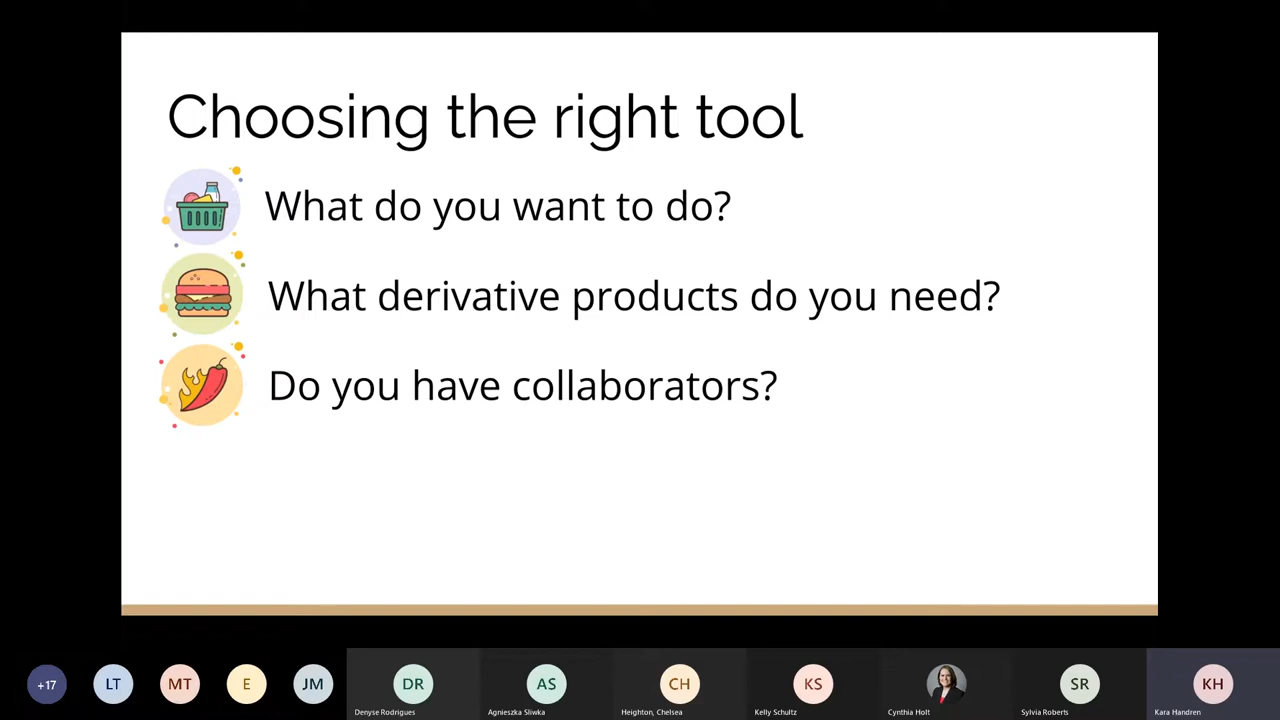 Choosing the right tool
What do you want to do?
What derivative products do you need?
Do you have collaborators?
+17
LT
MT
E
JM
DR
AS
CH
KS
SR
KH
Denyse Rodrigues
Agnieszka Sliwka
Heighton, Chelsea
Kelly Schultz
Cynthia Holt
Sylvia Roberts
Kara Handren